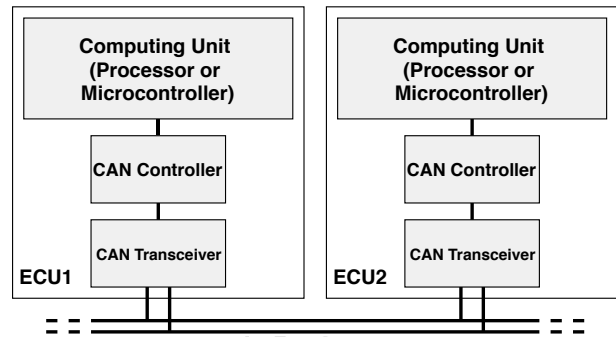 Computing Unit
(Processor or
Microcontroller)
CAN Controller
CAN Transceiver
ECU1
Computing Unit
(Processor or
Microcontroller)
CAN Controller
CAN Transceiver
ECU2